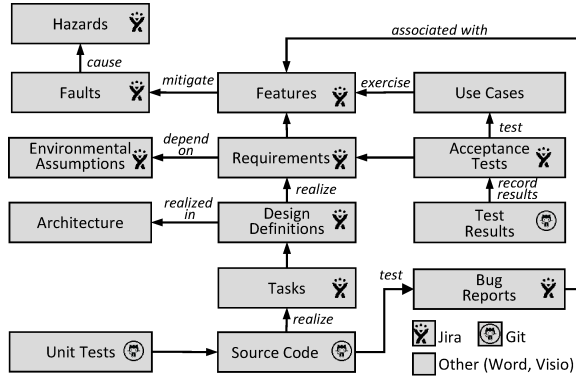 Hazards
associated with
cause
Faults
mitigate
Features
exercise
Use Cases
depend
on
test
Environmental
Assumptions
Requirements
Acceptance
Tests
realize
record
results
realized
in
Architecture
Design
Definitions
Test
Results
Tasks
test
Bug
Reports
realize
Unit Tests
Source Code
Jira
Git
Other (Word, Visio)